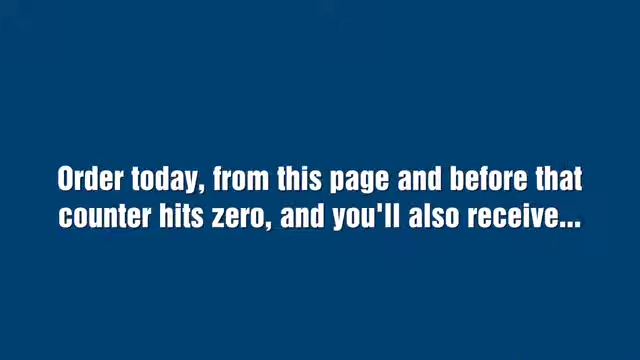 Order today, from this page and before that
counter hits zero, and you'll also receive...